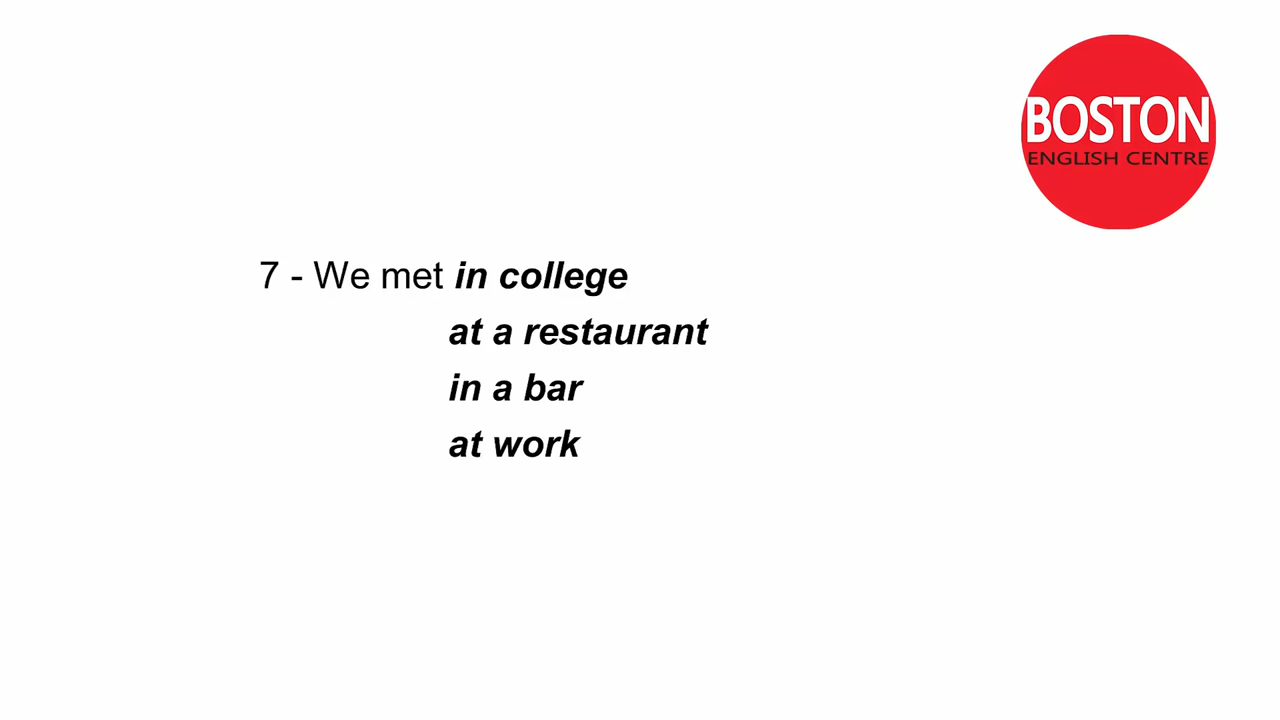 BOSTON
ENGLISH CENTRE
7 - We met in college
at a restaurant
in a bar
at work